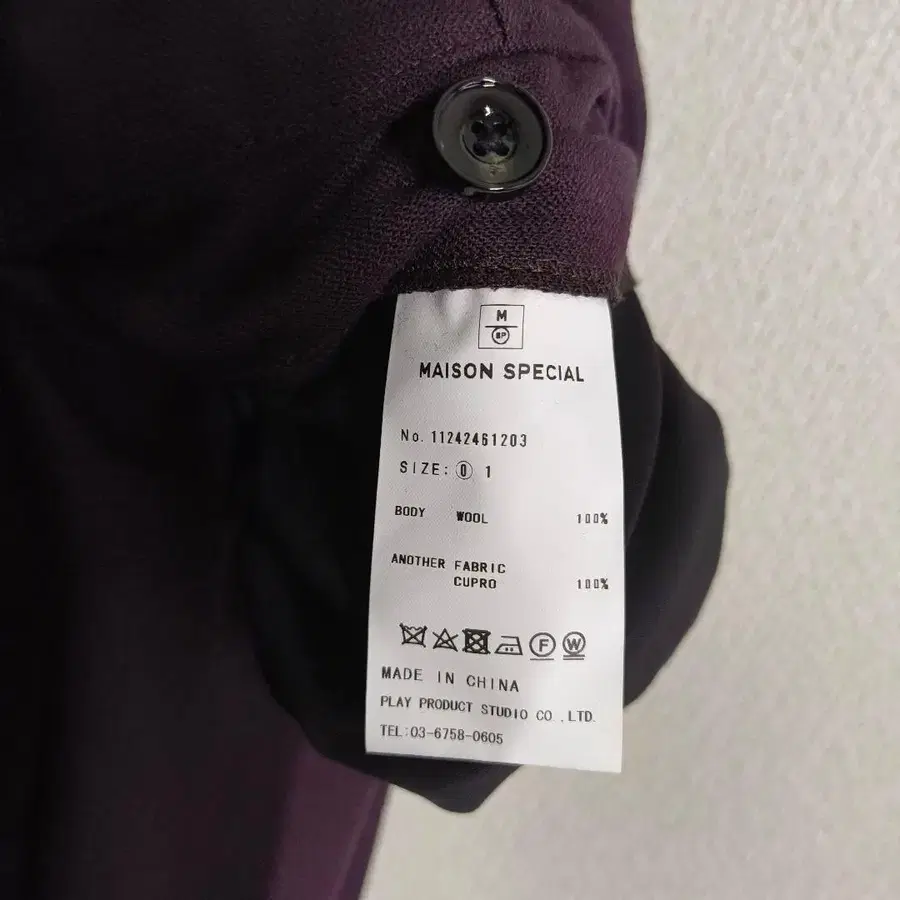 M
SP
MAISON SPECIAL
No. 11242461203
SIZE: 0 1
BODY WOOL 100%
ANOTHER FABRIC
CUPRO 100%
F W
MADE IN CHINA
PLAY PRODUCT STUDIO CO.,LTD.
TEL:03-6758-0605